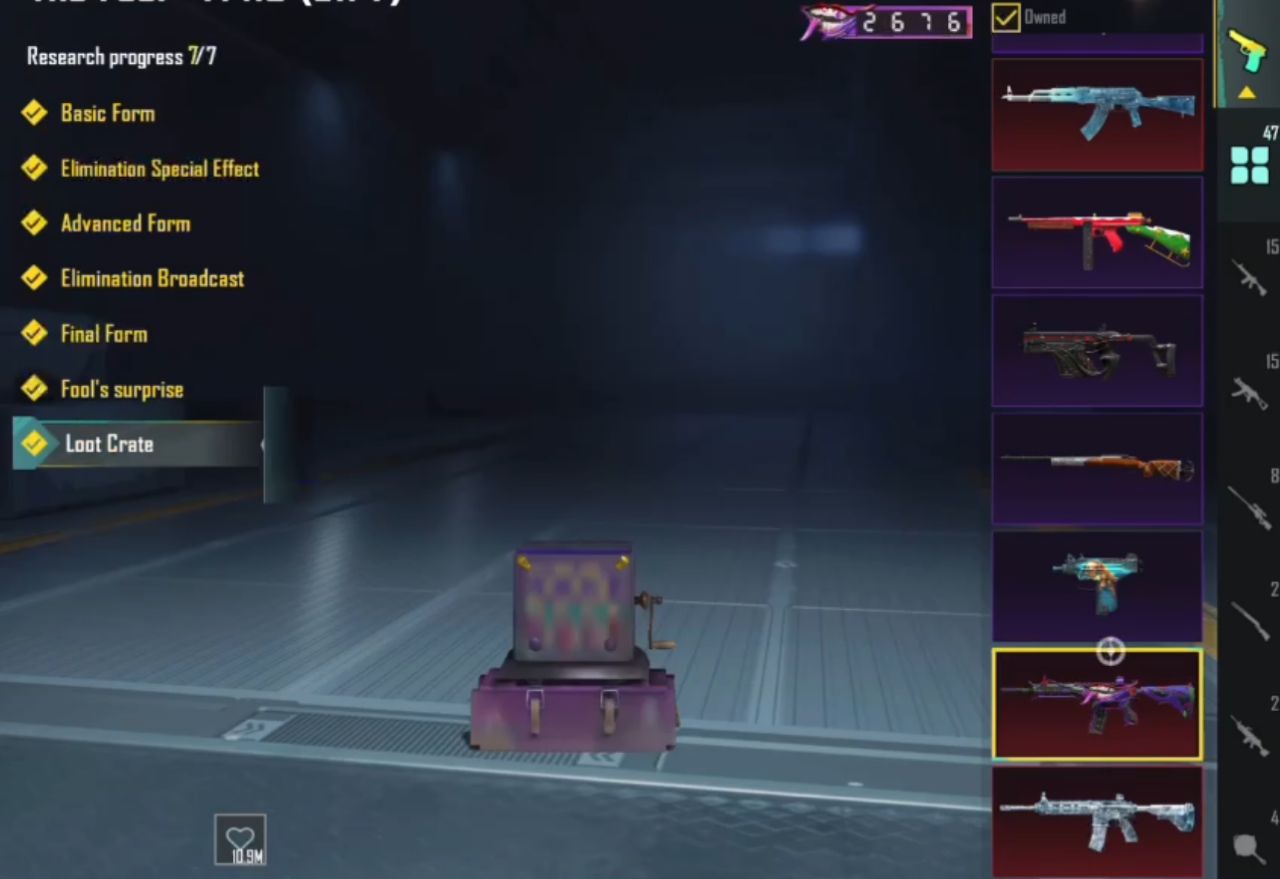 2676
Owned
Research progress 7/7
Basic Form
Elimination Special Effect
Advanced Form
Elimination Broadcast
Final Form
Fool's surprise
Loot Crate
47
15
15
8
2
2
4
10.9M